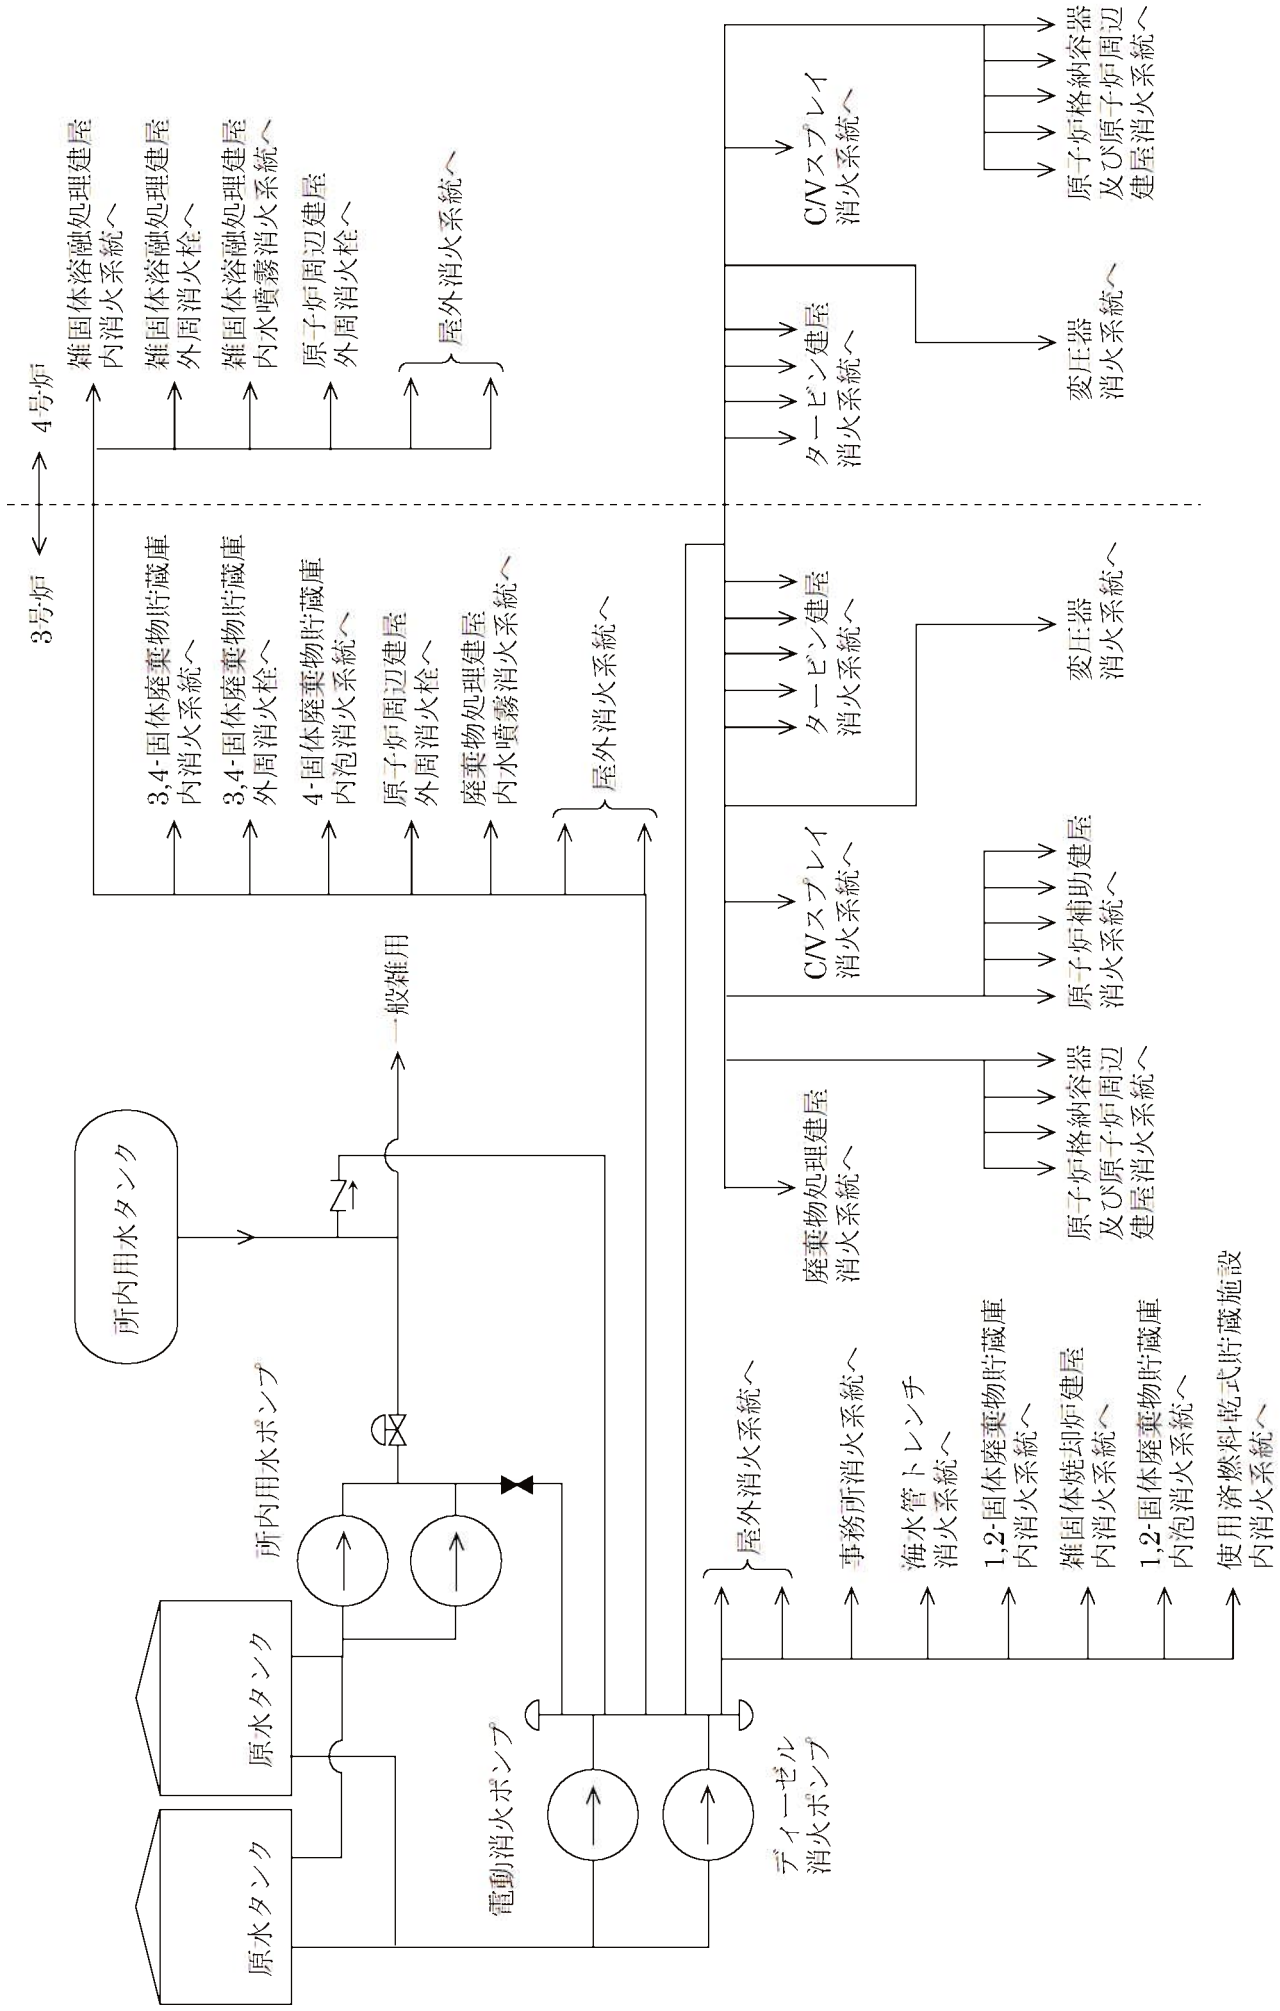 3号炉
4号炉
雑固体溶融処理建屋
内消火系統へ
雑固体溶融処理建屋
外周消火栓へ
雑固体溶融処理建屋
内水噴霧消火系統へ
原子炉周辺建屋
外周消火栓へ
屋外消火系統へ
3,4-固体廃棄物貯蔵庫
内消火系統へ
3,4-固体廃棄物貯蔵庫
外周消火栓へ
4-固体廃棄物貯蔵庫
内泡消火系統へ
原子炉周辺建屋
外周消火栓へ
廃棄物処理建屋
内水噴霧消火系統へ
屋外消火系統へ
所内用水タンク
一般雑用
所内用水ポンプ
原水タンク
原水タンク
電動消火ポンプ
ディーゼル
消火ポンプ
屋外消火系統へ
事務所消火系統へ
海水管トレンチ
消火系統へ
1,2-固体廃棄物貯蔵庫
内消火系統へ
雑固体焼却炉建屋
内消火系統へ
1,2-固体廃棄物貯蔵庫
内泡消火系統へ
使用済燃料乾式貯蔵施設
内消火系統へ
廃棄物処理建屋
消火系統へ
原子炉格納容器
及び原子炉周辺
建屋消火系統へ
原子炉補助建屋
消火系統へ
C/Vスプレイ
消火系統へ
変圧器
消火系統へ
タービン建屋
消火系統へ
タービン建屋
消火系統へ
変圧器
消火系統へ
C/Vスプレイ
消火系統へ
原子炉格納容器
及び原子炉周辺
建屋消火系統へ